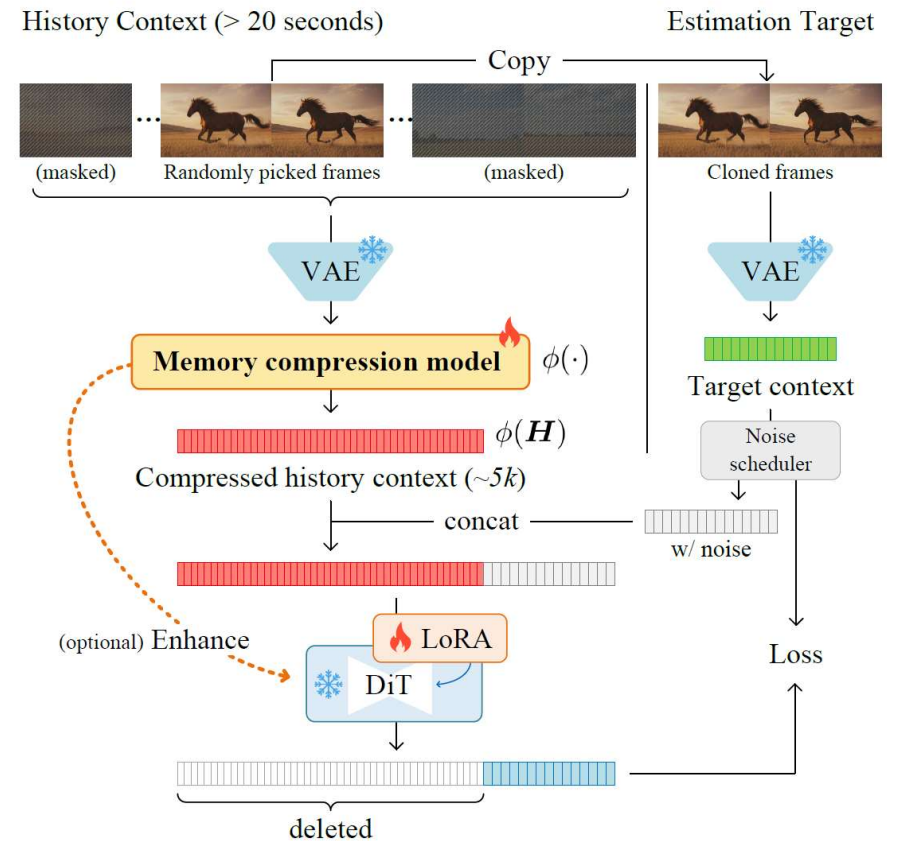 History Context (> 20 seconds)
Estimation Target
Copy
...
...
(masked)
Randomly picked frames
(masked)
Cloned frames
VAE
VAE
Memory compression model
ϕ(·)
Target context
ϕ(H)
Noise
scheduler
Compressed history context (~5k)
concat
w/ noise
(optional) Enhance
LoRA
Loss
DiT
deleted